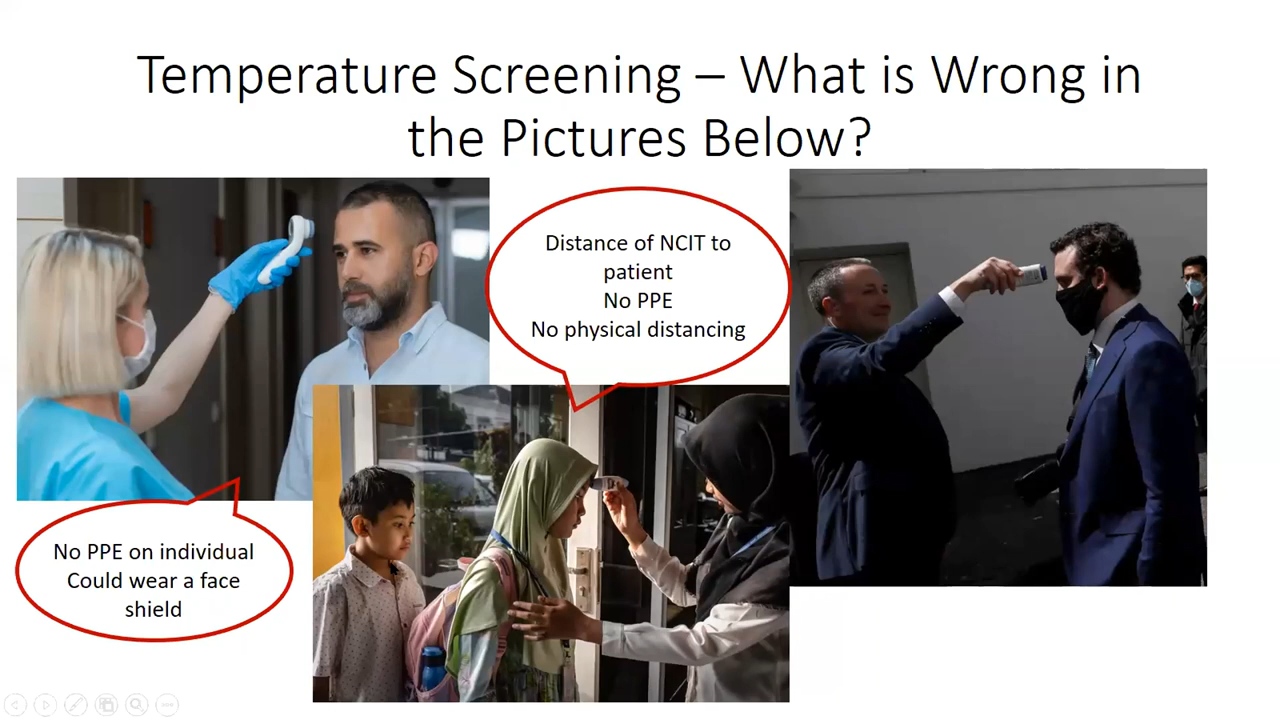 Temperature Screening – What is Wrong in
the Pictures Below?
Distance of NCIT to
patient
No PPE
No physical distancing
No PPE on individual
Could wear a face
shield